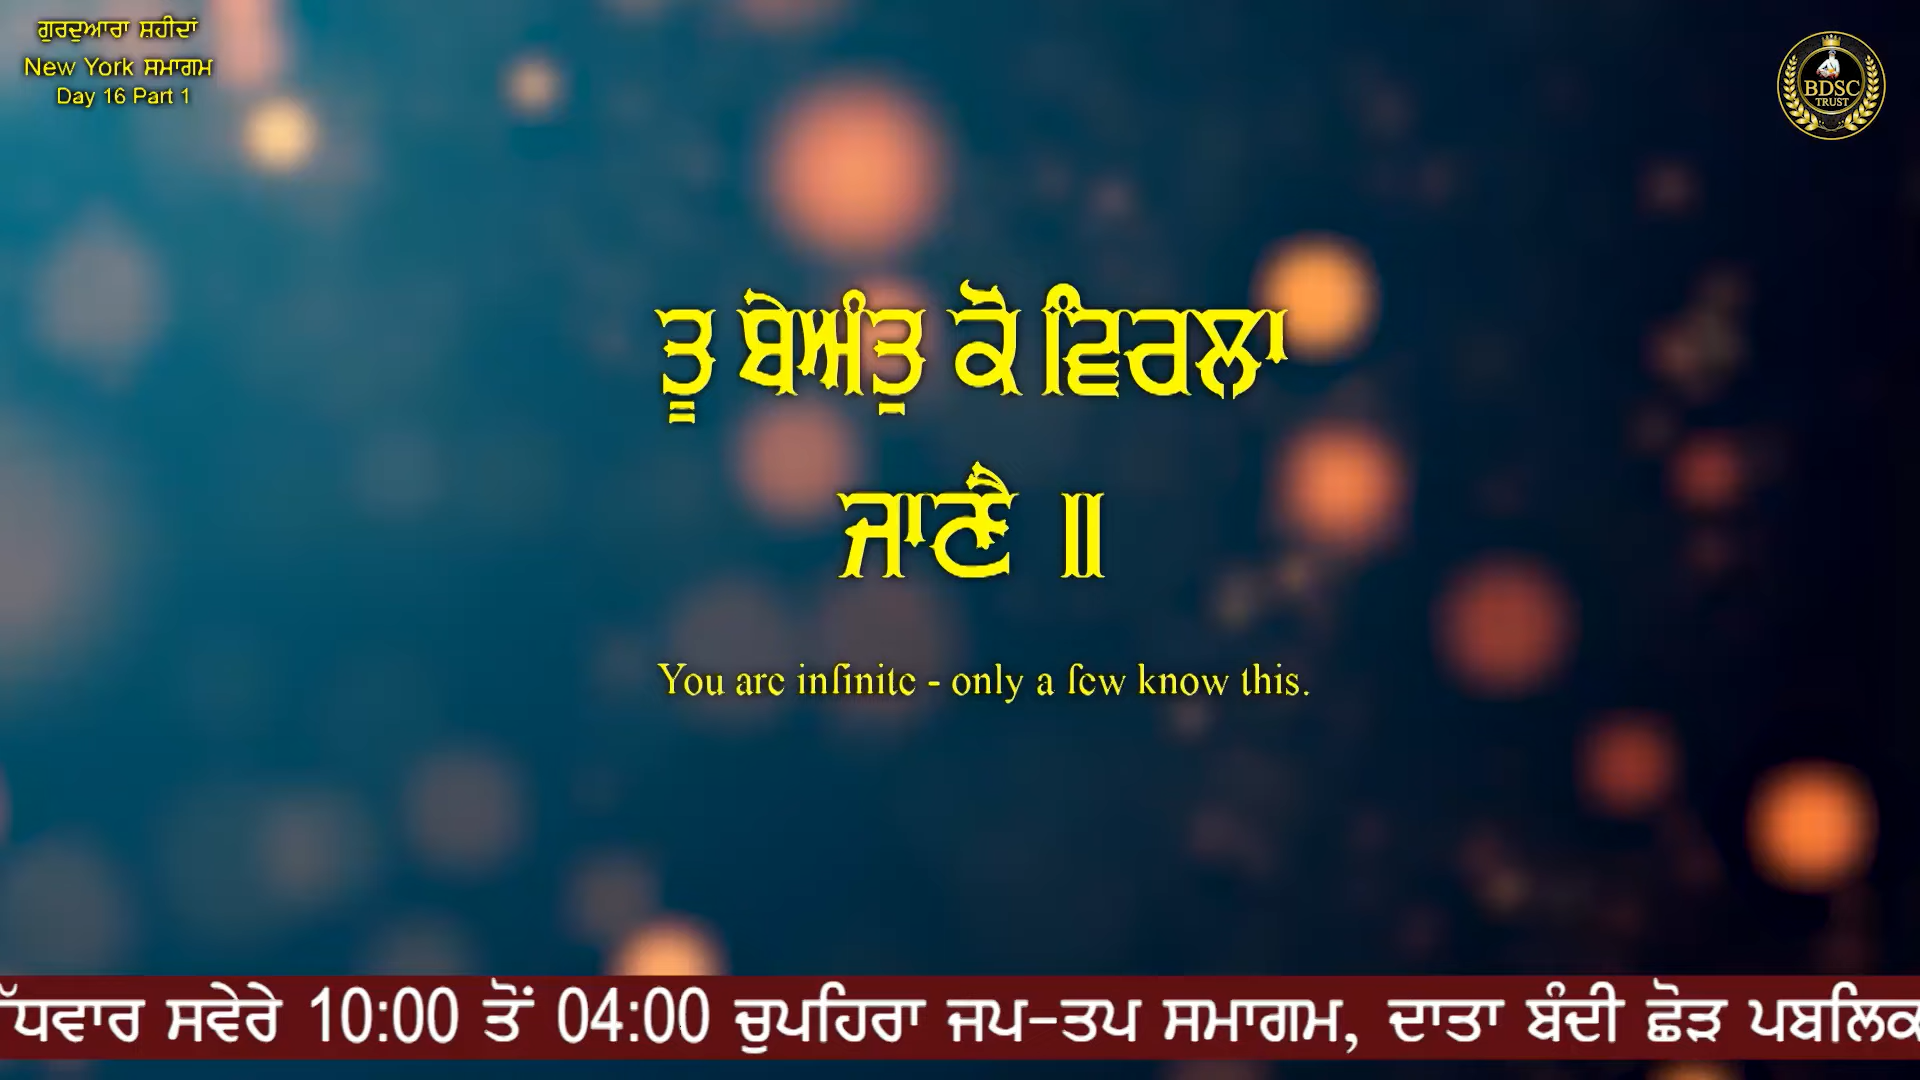 ਗੁਰਦੁਆਰਾ ਸ਼ਹੀਦਾਂ
New York ਸਮਾਗਮ
Day 16 Part 1
BDSC
TRUST
ਤੂ ਬੇਅੰਤੁ ਕੋ ਵਿਰਲਾ
ਜਾਣੈ ॥
You are infinite - only a few know this.
ਸਵੇਰੇ 10:00 ਤੋਂ 04:00 ਚੁਪਹਿਰਾ ਜਪ-ਤਪ ਸਮਾਗਮ, ਦਾਤਾ ਬੰਦੀ ਛੋੜ ਪਬਲਿਕ